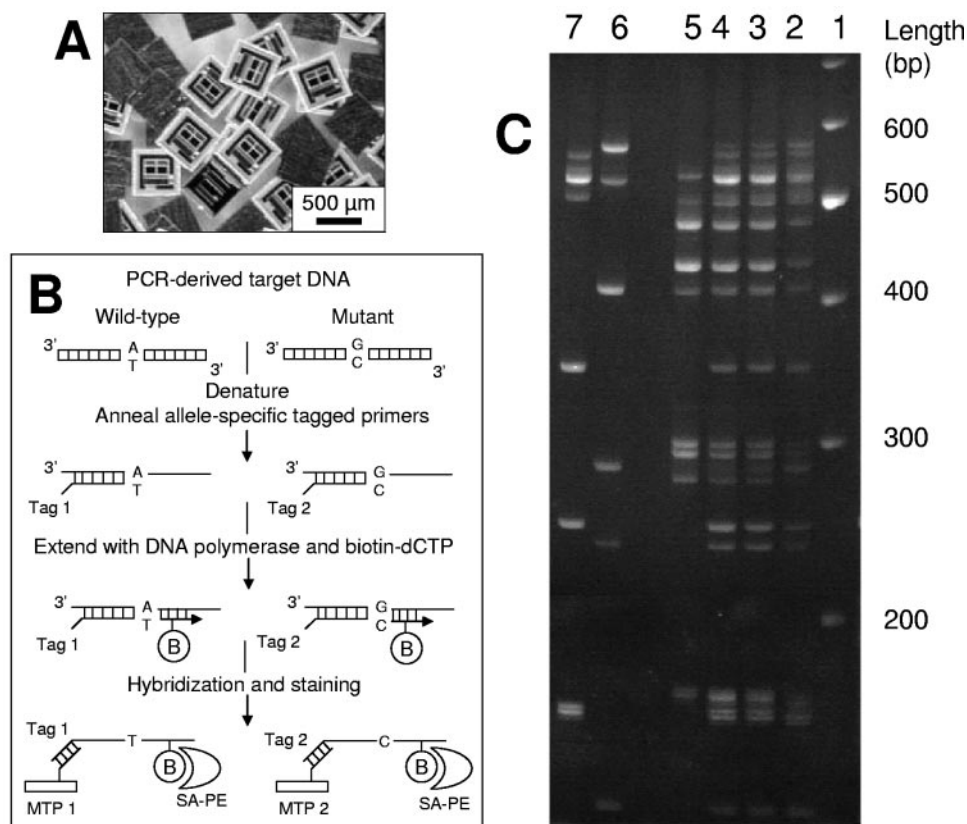 A
500 µm
B
PCR-derived target DNA
Wild-type
Mutant
3'
A
T
3'
3'
G
C
3'
Denature
Anneal allele-specific tagged primers
3'
A
T
Tag 1
3'
G
C
Tag 2
Extend with DNA polymerase and biotin-dCTP
3'
A
T
Tag 1
B
3'
G
C
Tag 2
B
Hybridization and staining
Tag 1
T
B
MTP 1
SA-PE
Tag 2
C
B
MTP 2
SA-PE
C
7 6 5 4 3 2 1
Length
(bp)
600
500
400
300
200